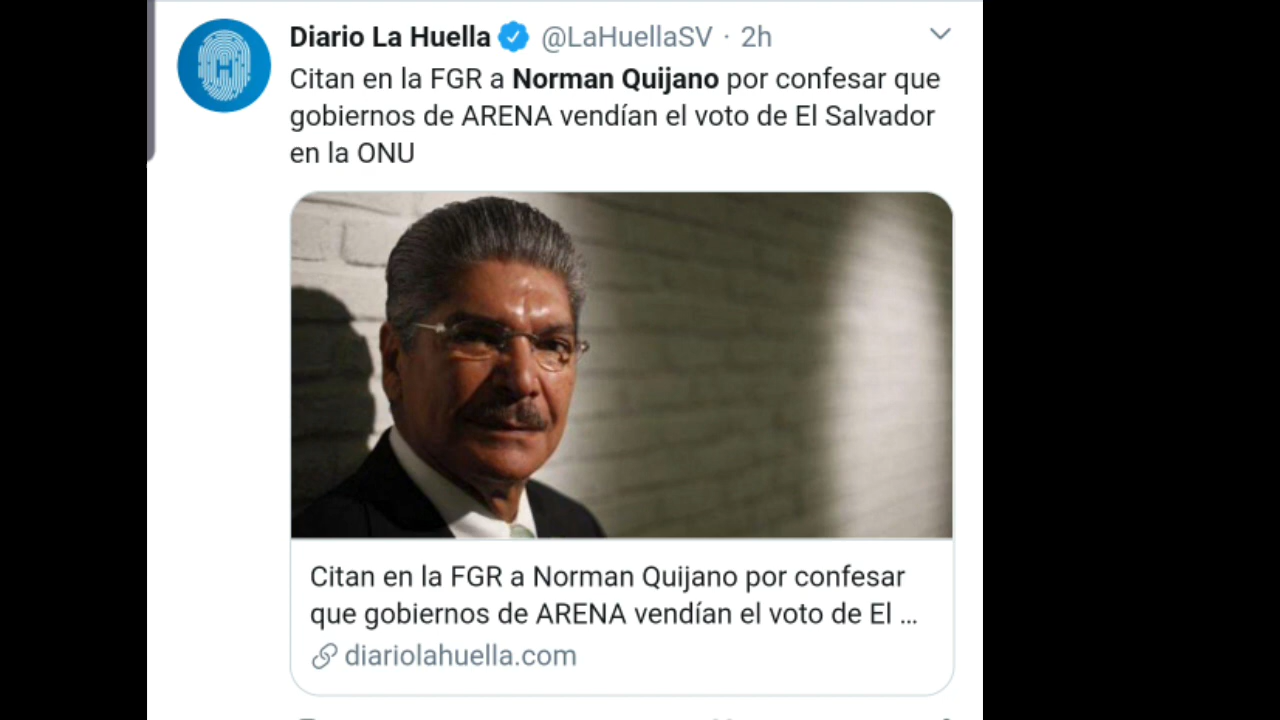 Diario La Huella @LaHuellaSV · 2h
Citan en la FGR a Norman Quijano por confesar que
gobiernos de ARENA vendían el voto de El Salvador
en la ONU
Citan en la FGR a Norman Quijano por confesar
que gobiernos de ARENA vendían el voto de El ...
diariolahuella.com